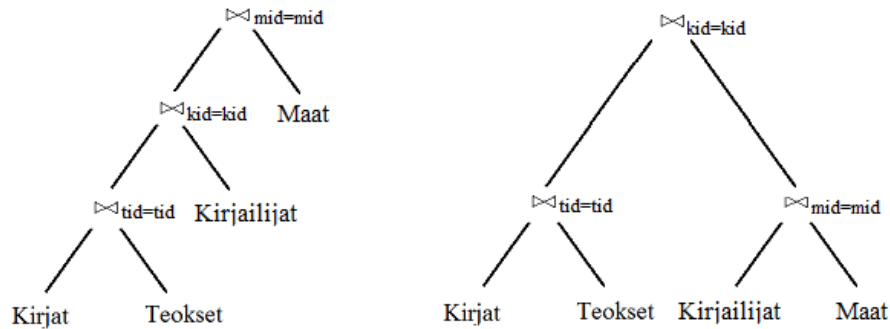 ⋈mid=mid
⋈kid=kid
Maat
⋈tid=tid
Kirjailijat
Kirjat
Teokset
⋈kid=kid
⋈tid=tid
⋈mid=mid
Kirjat
Teokset
Kirjailijat
Maat